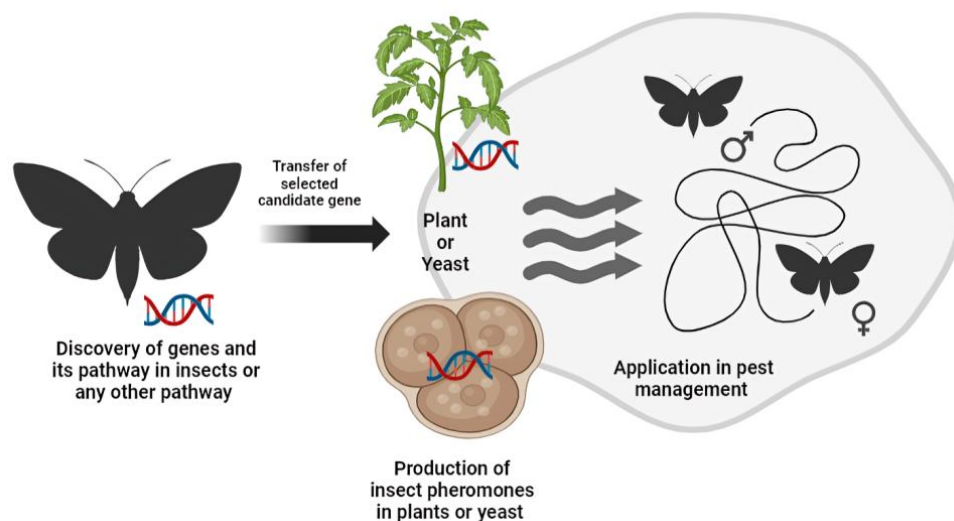 Discovery of genes and
its pathway in insects or
any other pathway
Transfer of
selected
candidate gene
Plant
or
Yeast
Production of
insect pheromones
in plants or yeast
♂
♀
Application in pest
management